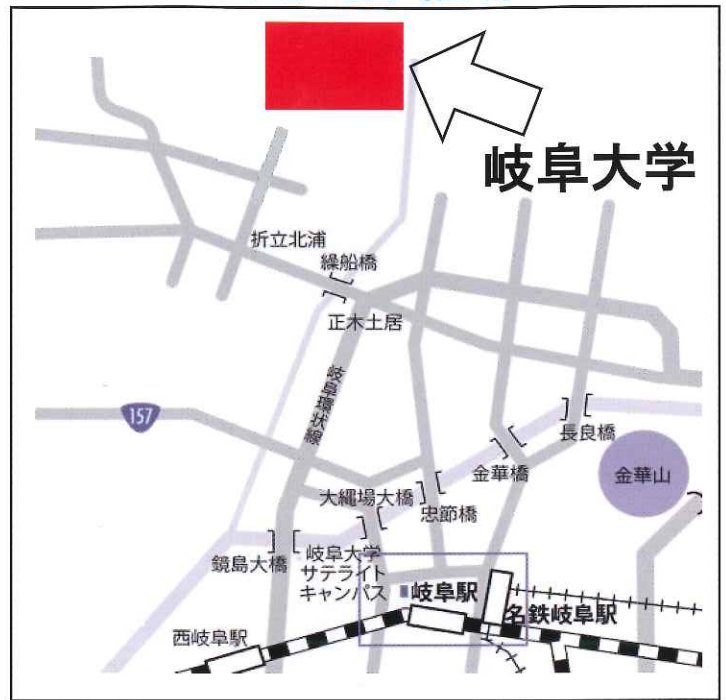 岐阜大学
折立北浦
繰船橋
正木土居
岐阜環状線
157
長良橋
金華橋
金華山
大縄場大橋
忠節橋
鏡島大橋
岐阜大学
サテライト
キャンパス
岐阜駅
名鉄岐阜駅
西岐阜駅